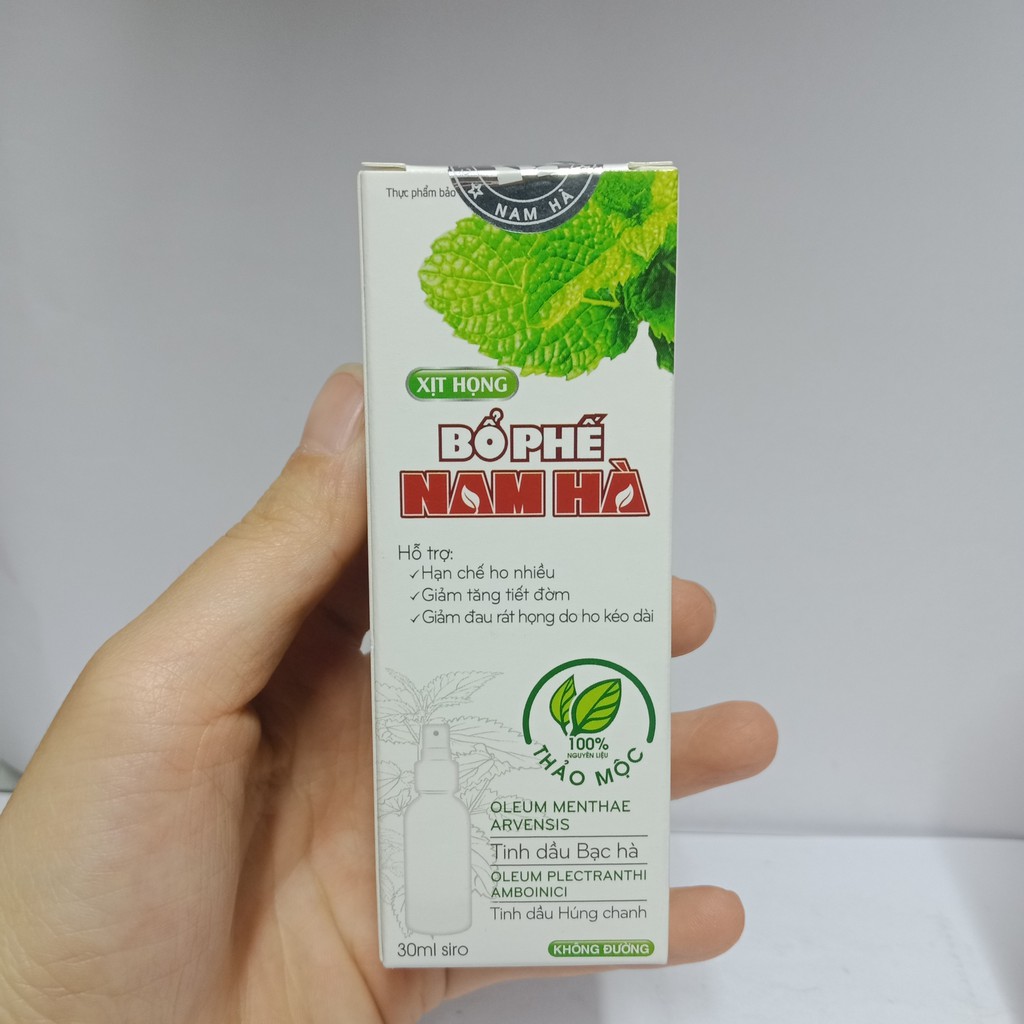 Thực phẩm bảo
NAM HÀ
XỊT HỌNG
BỔ PHẾ
NAM HÀ
Hỗ trợ:
✓Hạn chế ho nhiều
✓Giảm tăng tiết đờm
✓Giảm đau rát họng do ho kéo dài
100%
NGUYÊN LIỆU
THẢO MỘC
OLEUM MENTHAE
ARVENSIS
Tinh dầu Bạc hà
OLEUM PLECTRANTHI
AMBOINICI
Tinh dầu Húng chanh
30ml siro
KHÔNG ĐƯỜNG